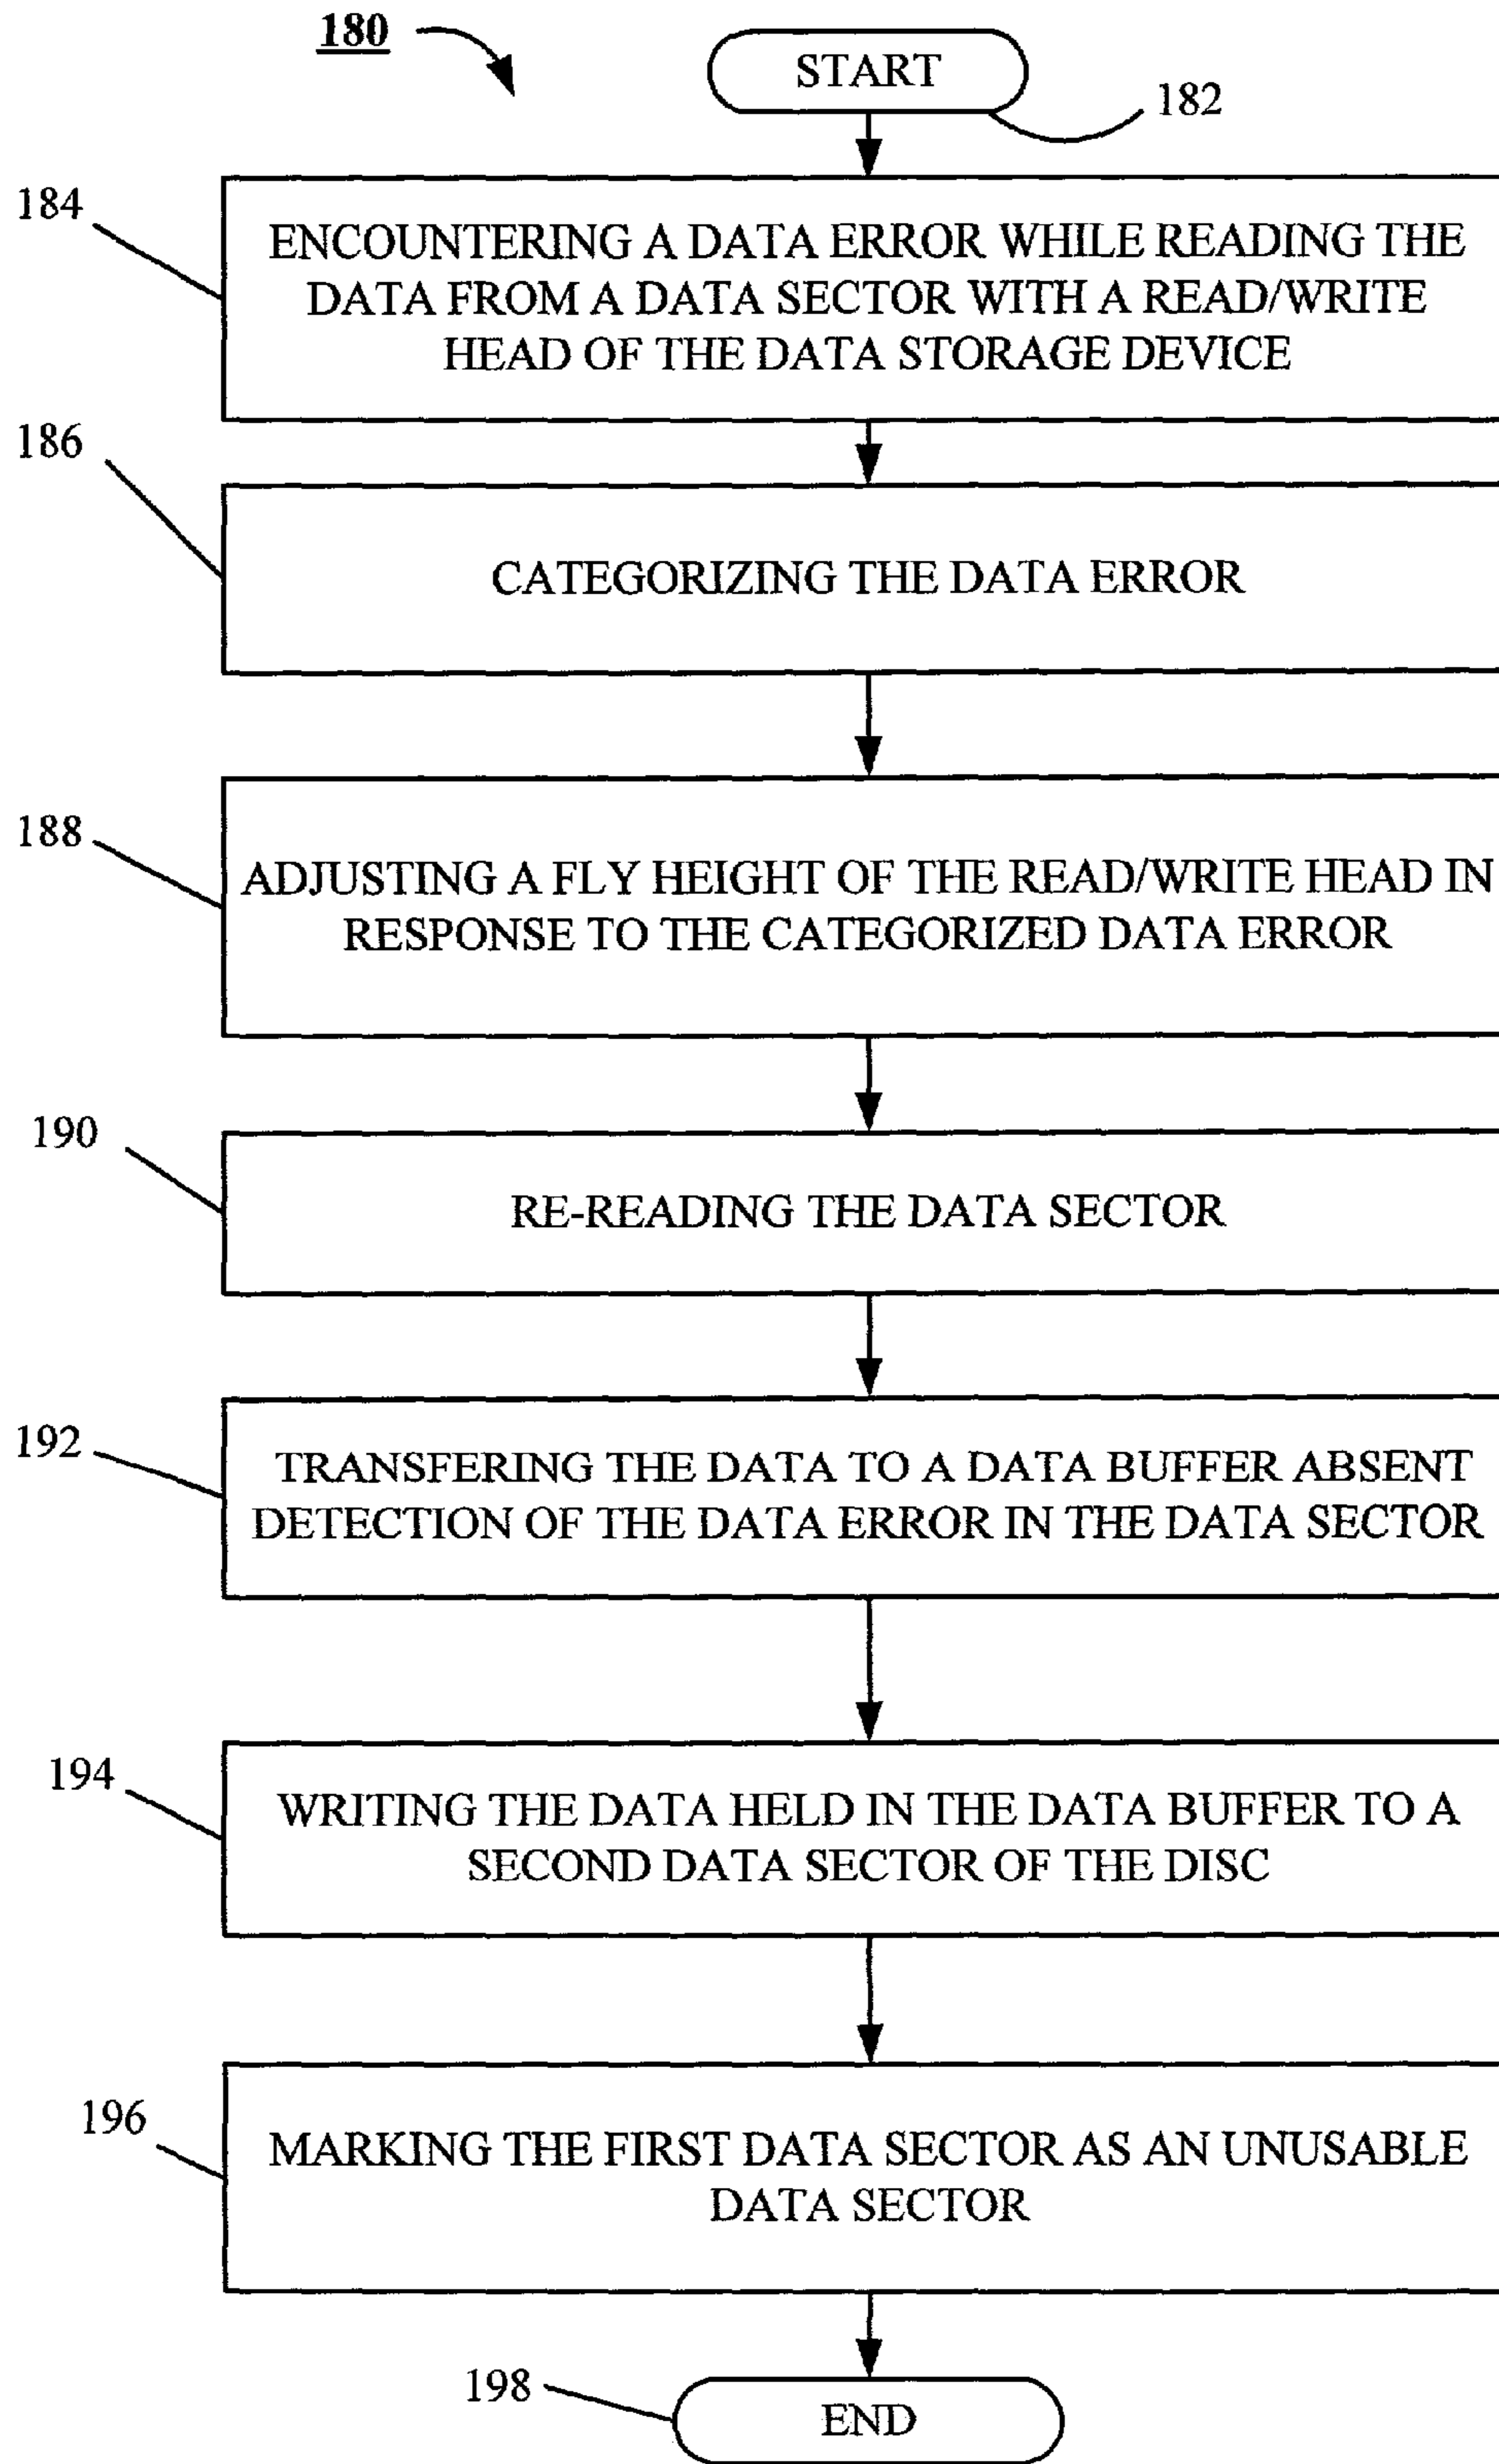 180
START
182
184
ENCOUNTERING A DATA ERROR WHILE READING THE
DATA FROM A DATA SECTOR WITH A READ/WRITE
HEAD OF THE DATA STORAGE DEVICE
186
CATEGORIZING THE DATA ERROR
188
ADJUSTING A FLY HEIGHT OF THE READ/WRITE HEAD IN
RESPONSE TO THE CATEGORIZED DATA ERROR
190
RE-READING THE DATA SECTOR
192
TRANSFERING THE DATA TO A DATA BUFFER ABSENT
DETECTION OF THE DATA ERROR IN THE DATA SECTOR
194
WRITING THE DATA HELD IN THE DATA BUFFER TO A
SECOND DATA SECTOR OF THE DISC
196
MARKING THE FIRST DATA SECTOR AS AN UNUSABLE
DATA SECTOR
198
END